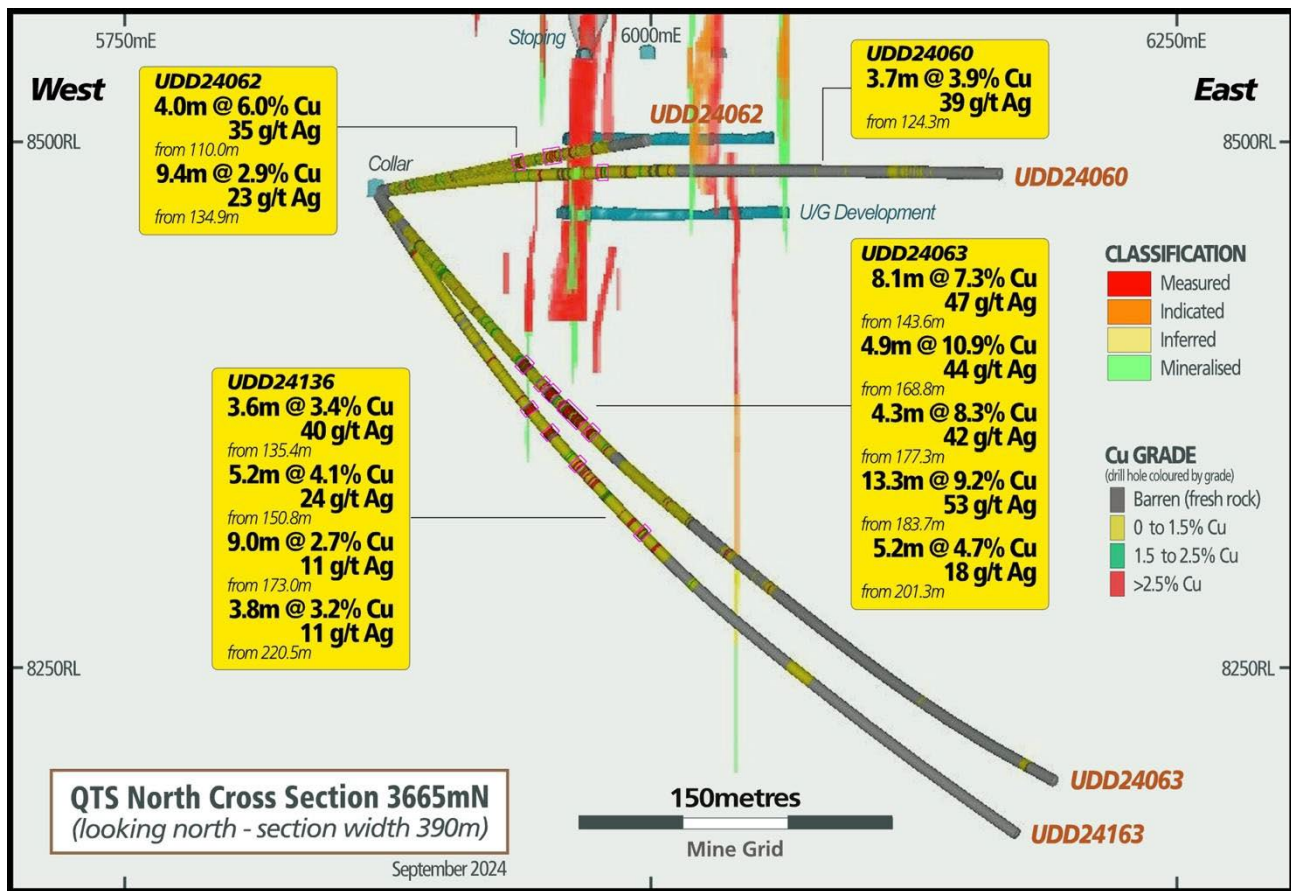 5750mE
6000mE
6250mE
West
East
Stoping
UDD24062
4.0m @ 6.0% Cu
35 g/t Ag
from 110.0m
9.4m @ 2.9% Cu
23 g/t Ag
from 134.9m
UDD24060
3.7m @ 3.9% Cu
39 g/t Ag
from 124.3m
UDD24062
8500RL
8500RL
Collar
UDD24060
U/G Development
UDD24063
8.1m @ 7.3% Cu
47 g/t Ag
from 143.6m
4.9m @ 10.9% Cu
44 g/t Ag
from 168.8m
4.3m @ 8.3% Cu
42 g/t Ag
from 177.3m
13.3m @ 9.2% Cu
53 g/t Ag
from 183.7m
5.2m @ 4.7% Cu
18 g/t Ag
from 201.3m
CLASSIFICATION
Measured
Indicated
Inferred
Mineralised
UDD24136
3.6m @ 3.4% Cu
40 g/t Ag
from 135.4m
5.2m @ 4.1% Cu
24 g/t Ag
from 150.8m
9.0m @ 2.7% Cu
11 g/t Ag
from 173.0m
3.8m @ 3.2% Cu
11 g/t Ag
from 220.5m
Cu GRADE
(drill hole coloured by grade)
Barren (fresh rock)
0 to 1.5% Cu
1.5 to 2.5% Cu
>2.5% Cu
8250RL
8250RL
QTS North Cross Section 3665mN
(looking north - section width 390m)
September 2024
150metres
Mine Grid
UDD24063
UDD24163